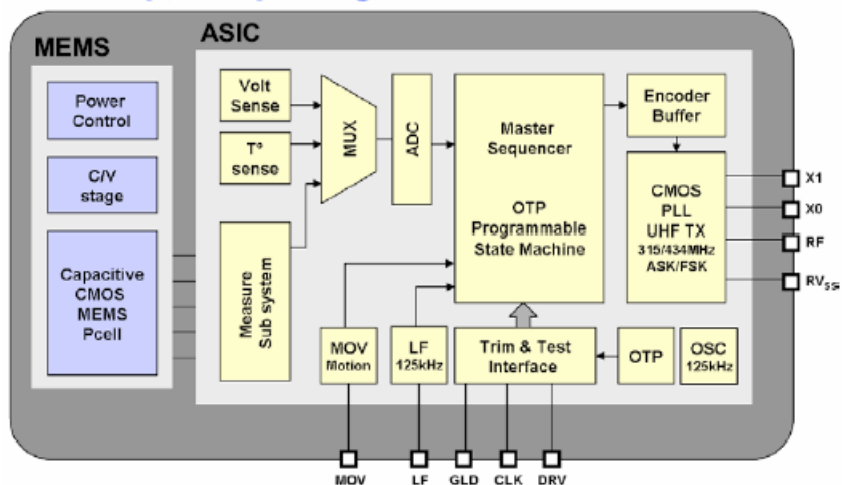 MEMS
ASIC
Power
Control
C/V
stage
Capacitive
CMOS
MEMS
Pcell
Volt
Sense
T°
sense
Measure
Sub system
MUX
ADC
Master
Sequencer
OTP
Programmable
State Machine
Encoder
Buffer
CMOS
PLL
UHF TX
315/434MHz
ASK/FSK
X1
X0
RF
RVSS
MOV
Motion
LF
125kHz
Trim & Test
Interface
OTP
OSC
125kHz
MOV
LF
GLD
CLK
DRV